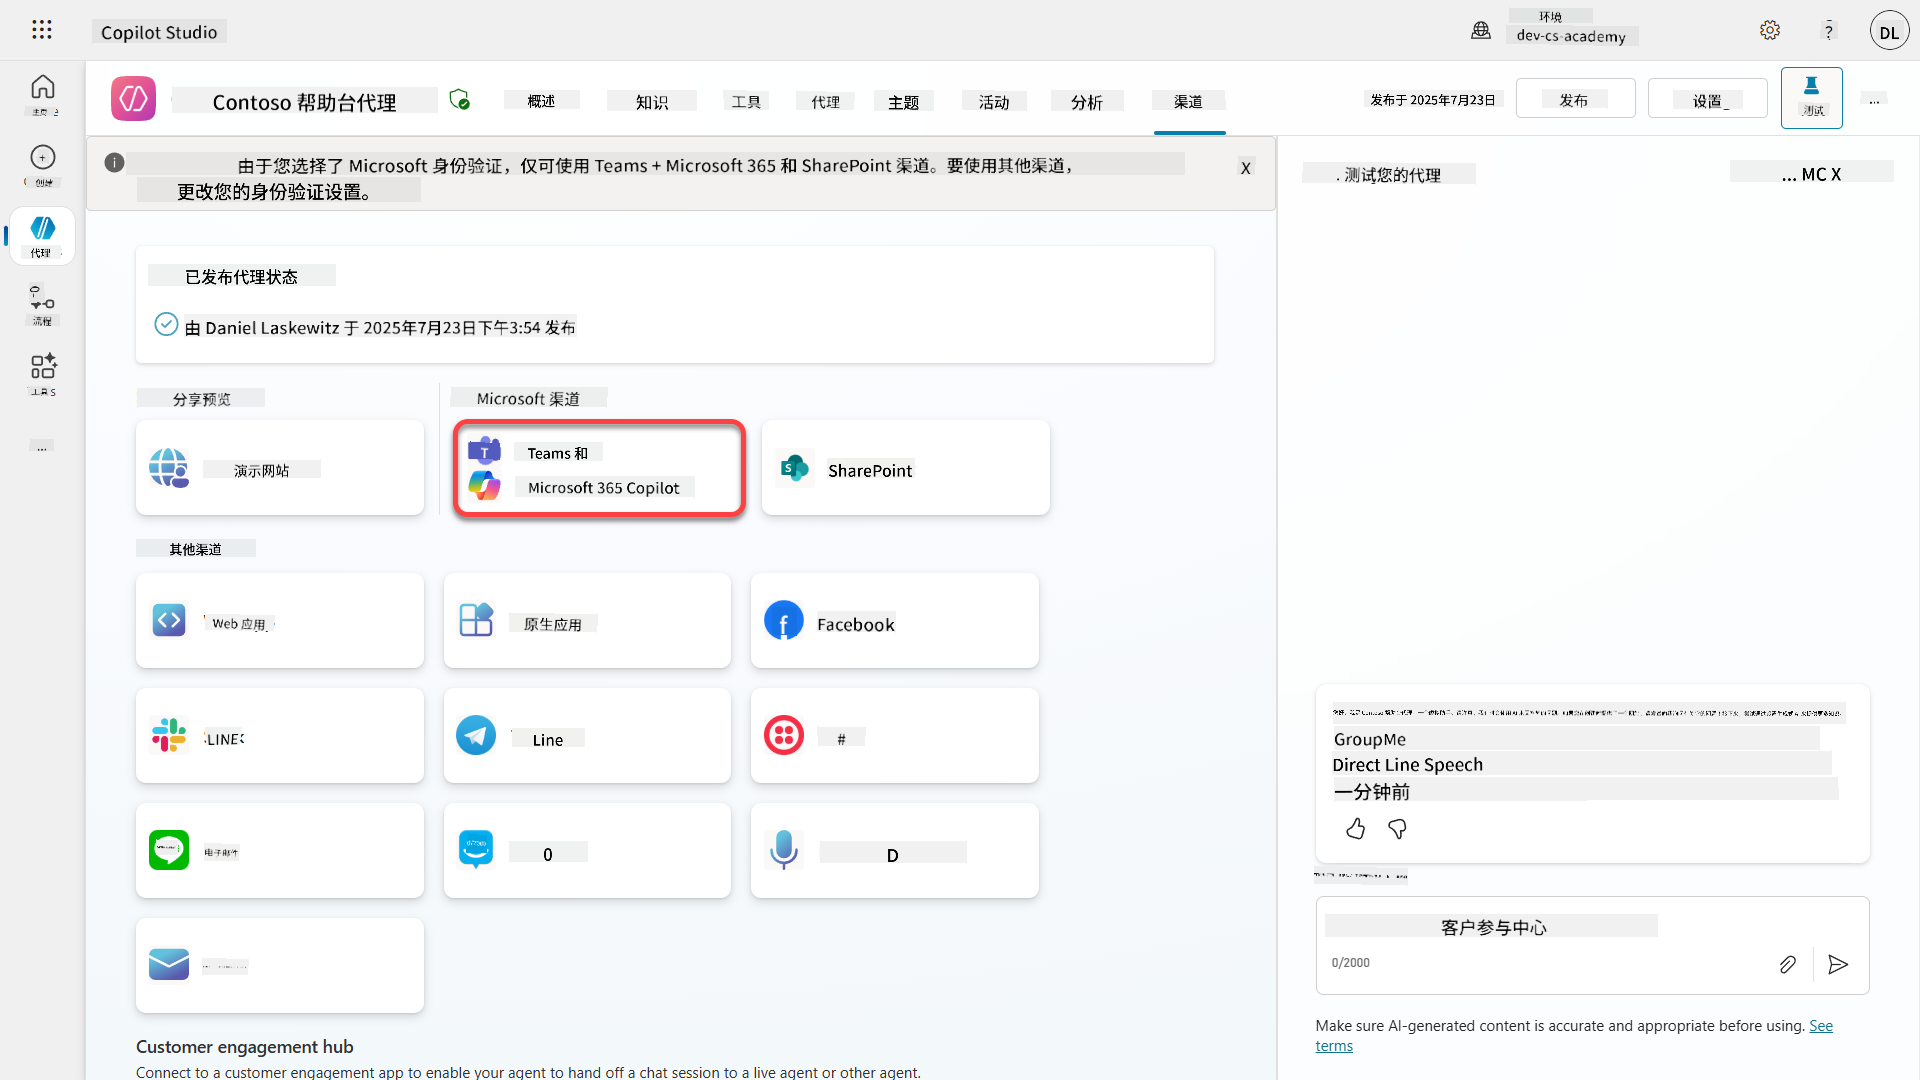 Copilot Studio
环境
dev-cs-academy
?
DL
主页
创建
代理
流程
工具
...
Contoso 帮助台代理
概述
知识
工具
代理
主题
活动
分析
渠道
发布于 2025年7月23日
发布
设置
测试
...
由于您选择了 Microsoft 身份验证，仅可使用 Teams + Microsoft 365 和 SharePoint 渠道。要使用其他渠道，
更改您的身份验证设置。
X
已发布代理状态
由 Daniel Laskewitz 于 2025年7月23日下午3:54 发布
分享预览
Microsoft 渠道
演示网站
Teams 和
Microsoft 365 Copilot
SharePoint
其他渠道
Web 应用
原生应用
Facebook
LINE
Line
#
电子邮件
0
D
Customer engagement hub
Connect to a customer engagement app to enable your agent to hand off a chat session to a live agent or other agent.
测试您的代理
... MC X
GroupMe
Direct Line Speech
一分钟前
客户参与中心
0/2000
Make sure AI-generated content is accurate and appropriate before using. See
terms